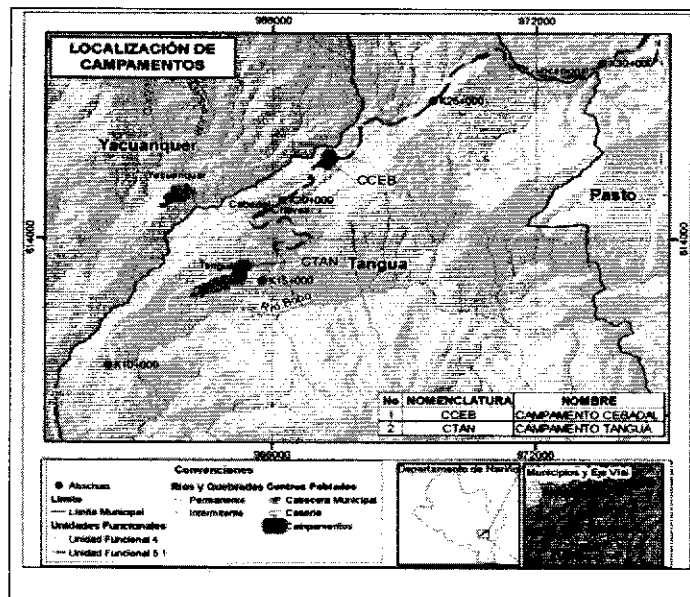 972000
LOCALIZACIÓN DE
CAMPAMENTOS
K25+000
Yacuanquer
Yacuanquer
CCEB
Pasto
614000
614000
CTAN
Tangua
Tangua
K15+000
Río Bobo
K10+000
No NOMENCLATURA NOMBRE
1 CCEB CAMPAMENTO CEBADAL
2 CTAN CAMPAMENTO TANGUA
972000
Convenciones
Abscisas
Límite
Límite Municipal
Unidades Funcionales
Unidad Funcional 4
Unidad Funcional 5.1
Ríos y Quebradas
Permanente
Intermitente
Centros Poblados
Cabecera Municipal
Caserío
Campamentos
Departamento de Nariño
Municipios y Eje Vial